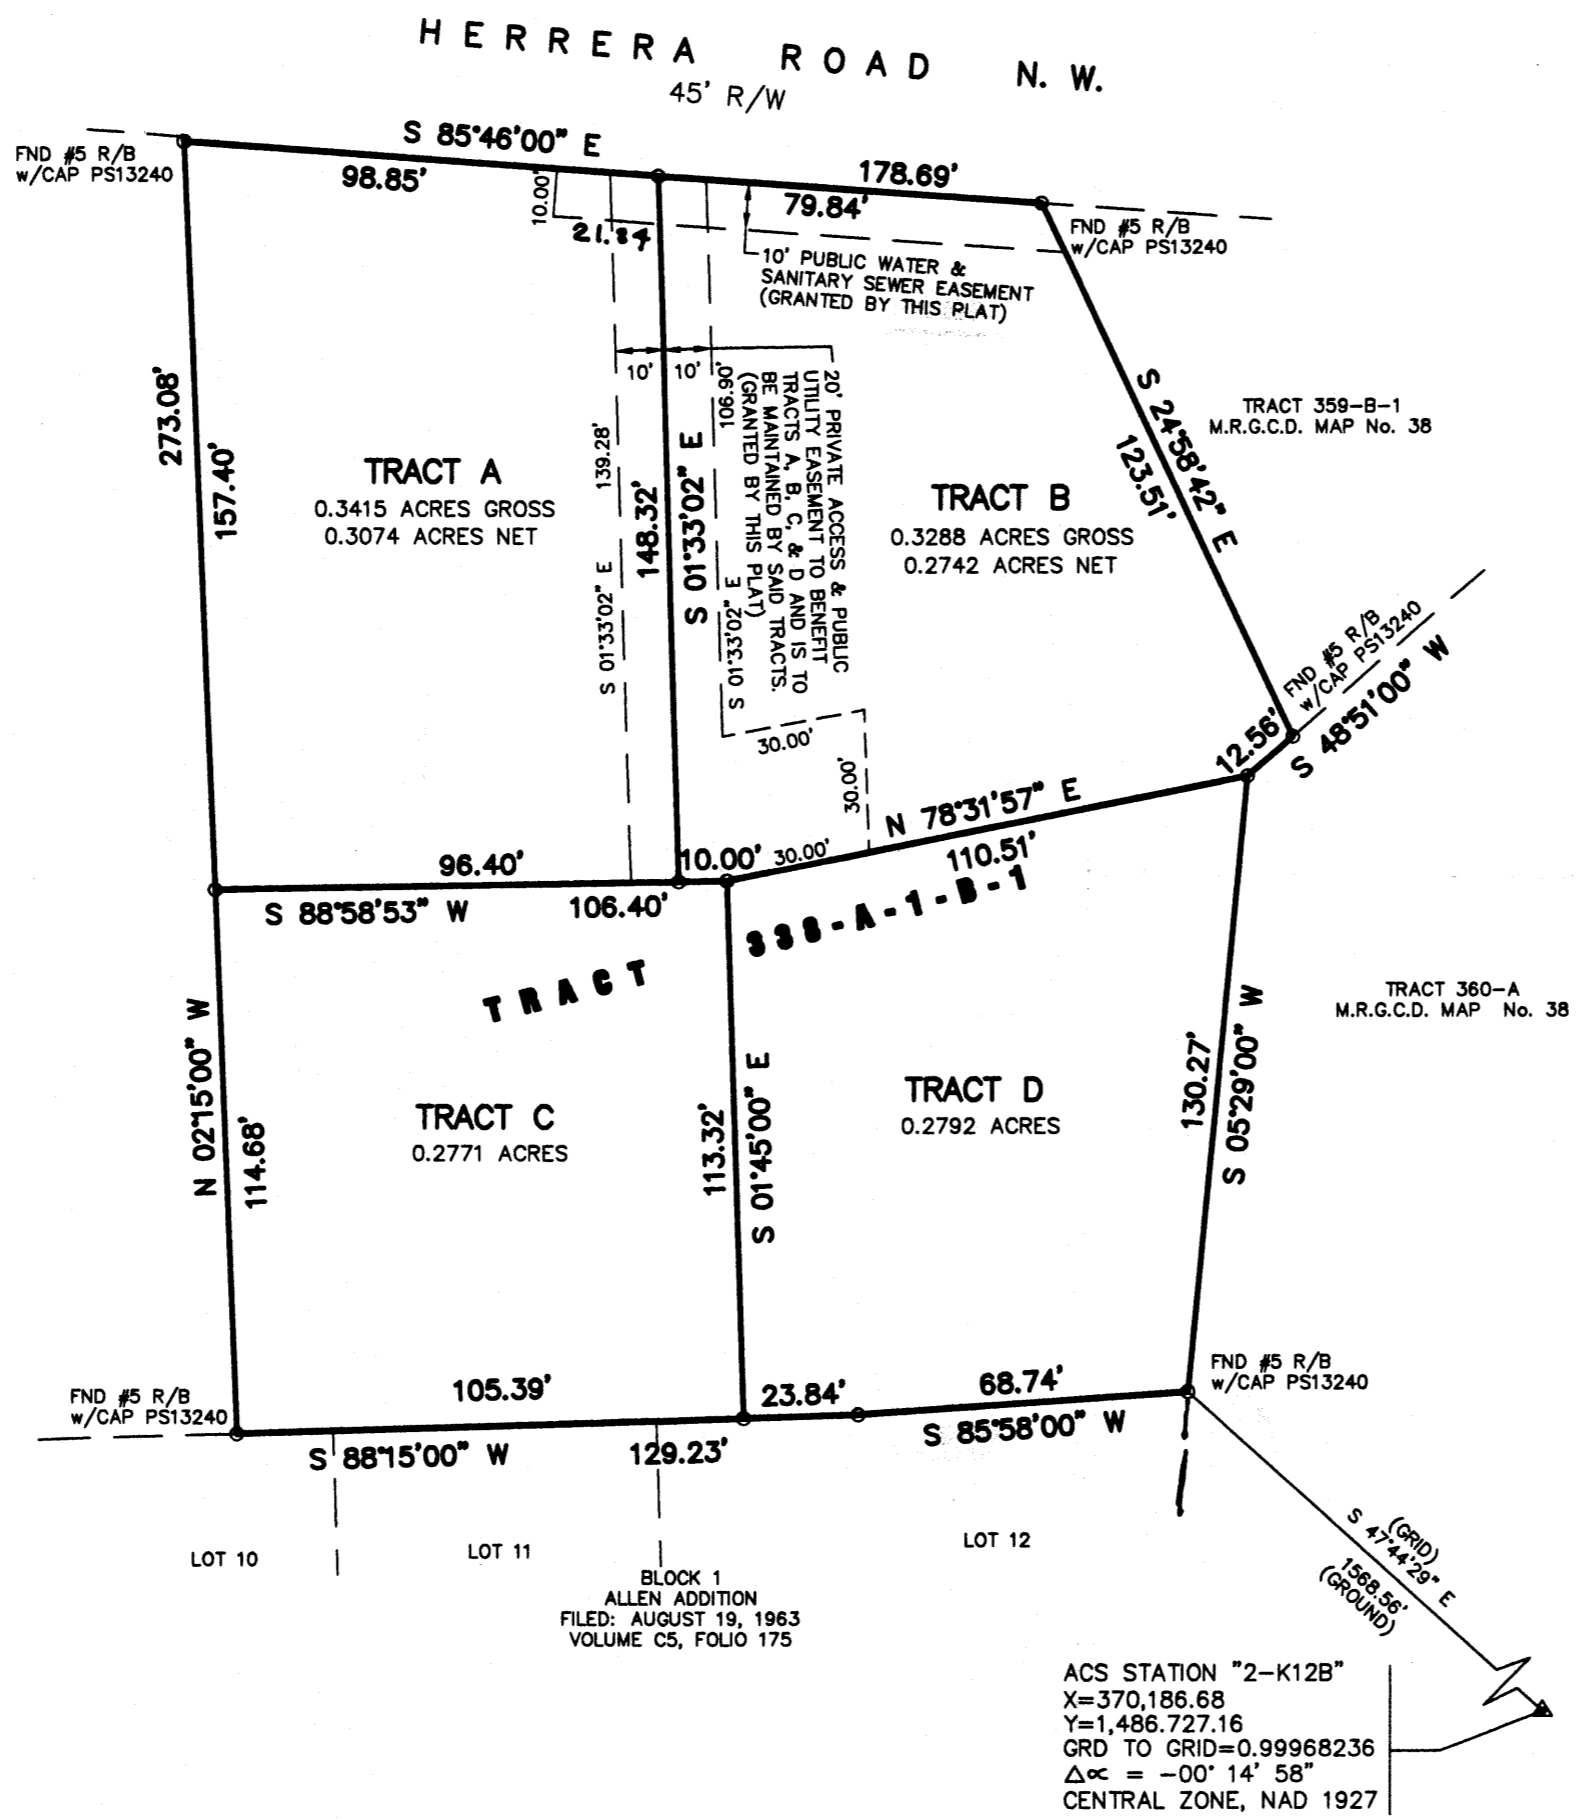 HERRERA ROAD N. W.
45' R/W
S 85°46'00" E
FND #5 R/B
w/CAP PS13240
98.85'
178.69'
79.84'
10.00'
21.84
FND #5 R/B
w/CAP PS13240
10' PUBLIC WATER &
SANITARY SEWER EASEMENT
(GRANTED BY THIS PLAT)
10'
10'
20' PRIVATE ACCESS & PUBLIC
UTILITY EASEMENT TO BENEFIT
TRACTS A, B, C, & D AND IS TO
BE MAINTAINED BY SAID TRACTS.
(GRANTED BY THIS PLAT)
273.08'
157.40'
TRACT A
0.3415 ACRES GROSS
0.3074 ACRES NET
S 01°33'02" E 139.28'
148.32'
S 01°33'02" E
S 01°33'02" E 106.90'
TRACT B
0.3288 ACRES GROSS
0.2742 ACRES NET
S 24°58'42" E
123.51'
TRACT 359-B-1
M.R.G.C.D. MAP No. 38
FND #5 R/B
w/CAP PS13240
S 48°51'00" W
12.56'
30.00'
30.00'
30.00'
N 78°31'57" E
110.51'
96.40'
10.00'
S 88°58'53" W
106.40'
TRACT 338-A-1-B-1
N 02°15'00" W
114.68'
TRACT C
0.2771 ACRES
113.32'
S 01°45'00" E
TRACT D
0.2792 ACRES
130.27'
S 05°29'00" W
TRACT 360-A
M.R.G.C.D. MAP No. 38
FND #5 R/B
w/CAP PS13240
105.39'
23.84'
68.74'
FND #5 R/B
w/CAP PS13240
S 88°15'00" W
129.23'
S 85°58'00" W
LOT 10
LOT 11
LOT 12
BLOCK 1
ALLEN ADDITION
FILED: AUGUST 19, 1963
VOLUME C5, FOLIO 175
(GRID)
S 47°44'29" E
1568.56'
(GROUND)
ACS STATION "2-K12B"
X=370,186.68
Y=1,486.727.16
GRD TO GRID=0.99968236
Δ∝ = -00° 14' 58"
CENTRAL ZONE, NAD 1927